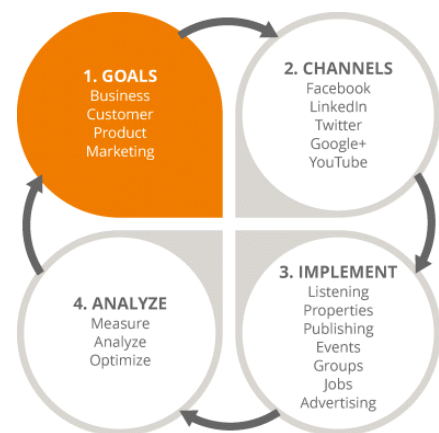 1. GOALS
Business
Customer
Product
Marketing
2. CHANNELS
Facebook
LinkedIn
Twitter
Google+
YouTube
3. IMPLEMENT
Listening
Properties
Publishing
Events
Groups
Jobs
Advertising
4. ANALYZE
Measure
Analyze
Optimize